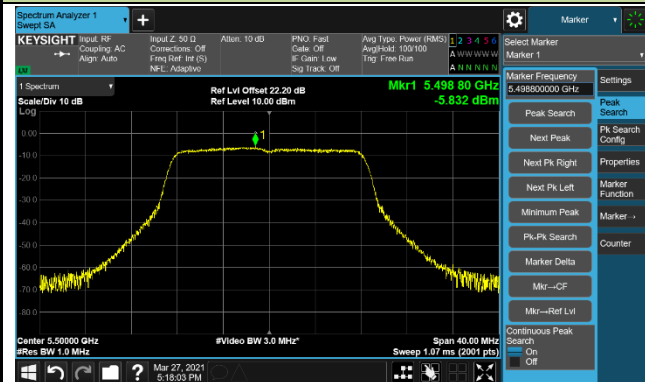 Spectrum Analyzer 1
Swept SA
+
Marker
KEYSIGHT
Input: RF
Coupling: AC
Align: Auto
Input Z: 50 Ω
Corrections: Off
Freq Ref: Int (S)
NFE: Adaptive
Atten: 10 dB
PNO: Fast
Gate: Off
IF Gain: Low
Sig Track: Off
Avg Type: Power (RMS)
Avg|Hold: 100/100
Trig: Free Run
1 2 3 4 5 6
A W W W W W
A N N N N N
LXI
Select Marker
Marker 1
1 Spectrum
Scale/Div 10 dB
Log
Ref Lvl Offset 22.20 dB
Ref Level 10.00 dBm
Mkr1 5.498 80 GHz
-5.832 dBm
0.00
-10.0
-20.0
-30.0
-40.0
-50.0
-60.0
-70.0
-80.0
1
Center 5.50000 GHz
#Res BW 1.0 MHz
#Video BW 3.0 MHz*
Span 40.00 MHz
Sweep 1.07 ms (2001 pts)
Marker Frequency
5.498800000 GHz
Peak Search
Next Peak
Next Pk Right
Next Pk Left
Minimum Peak
Pk-Pk Search
Marker Delta
Mkr→CF
Mkr→Ref Lvl
Continuous Peak
Search
On
Off
Settings
Peak
Search
Pk Search
Config
Properties
Marker
Function
Marker→
Counter
?
Mar 27, 2021
5:18:03 PM